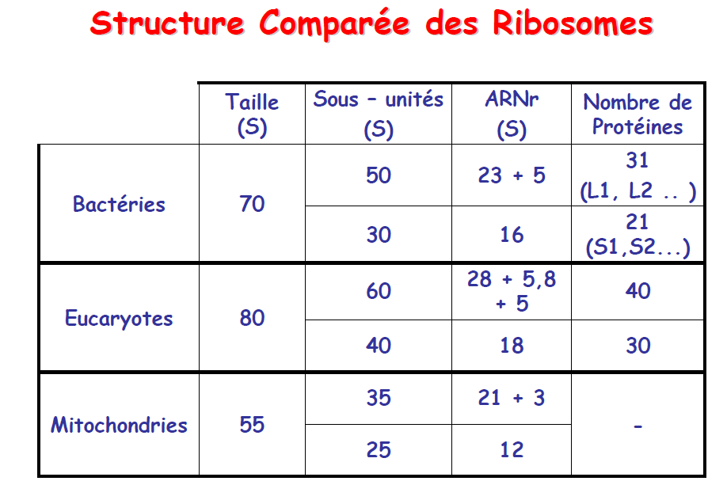 Structure Comparée des Ribosomes
Taille
(S)
Sous - unités
(S)
ARNr
(S)
Nombre de
Protéines
Bactéries
70
50
23 + 5
31
(L1, L2 .. )
30
16
21
(S1,S2...)
Eucaryotes
80
60
28 + 5,8
+ 5
40
40
18
30
Mitochondries
55
35
21 + 3
-
25
12